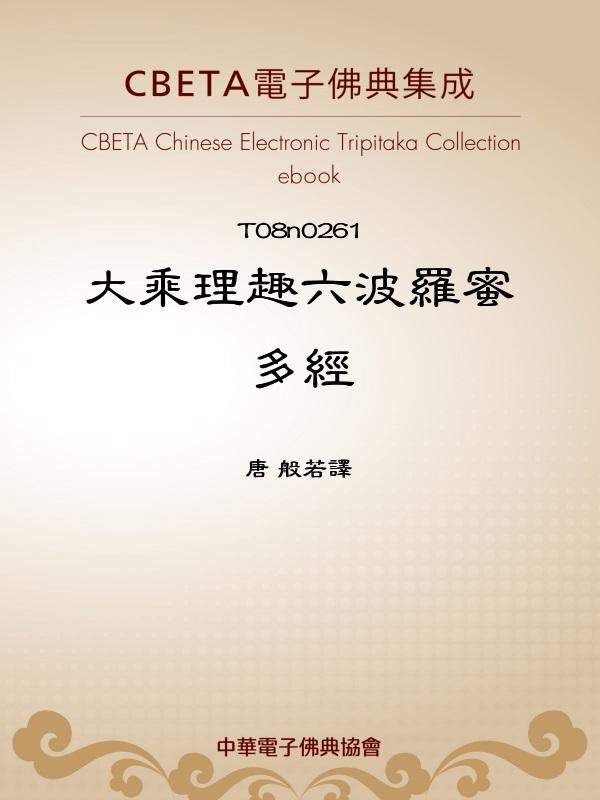 CBETA電子佛典集成
CBETA Chinese Electronic Tripitaka Collection
ebook
T08n0261
大乘理趣六波羅蜜
多經
唐 般若譯
中華電子佛典協會